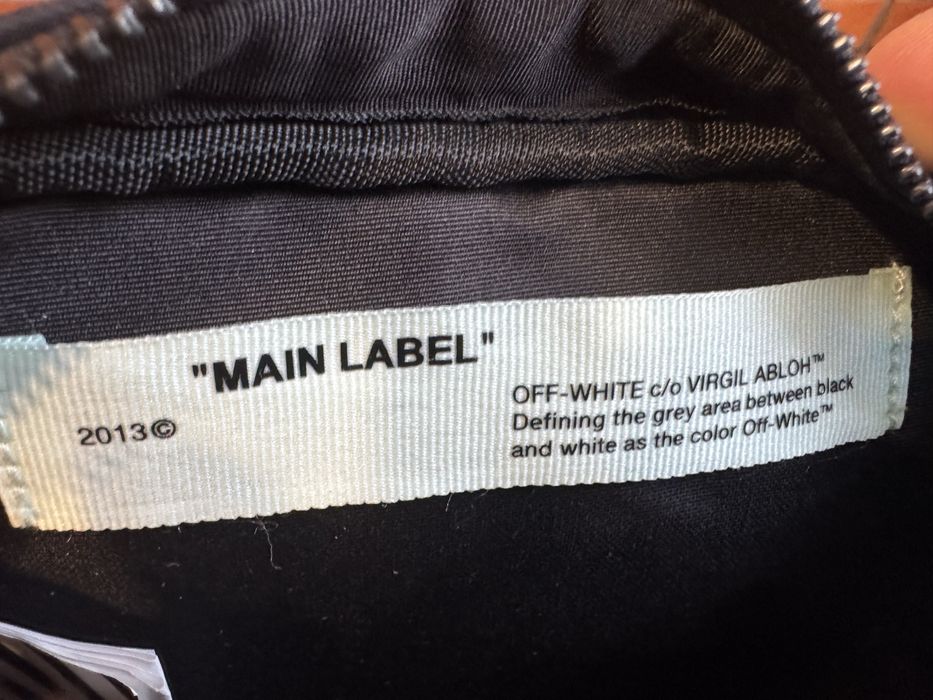 "MAIN LABEL"
2013©
OFF-WHITE c/o VIRGIL ABLOH™
Defining the grey area between black
and white as the color Off-White™